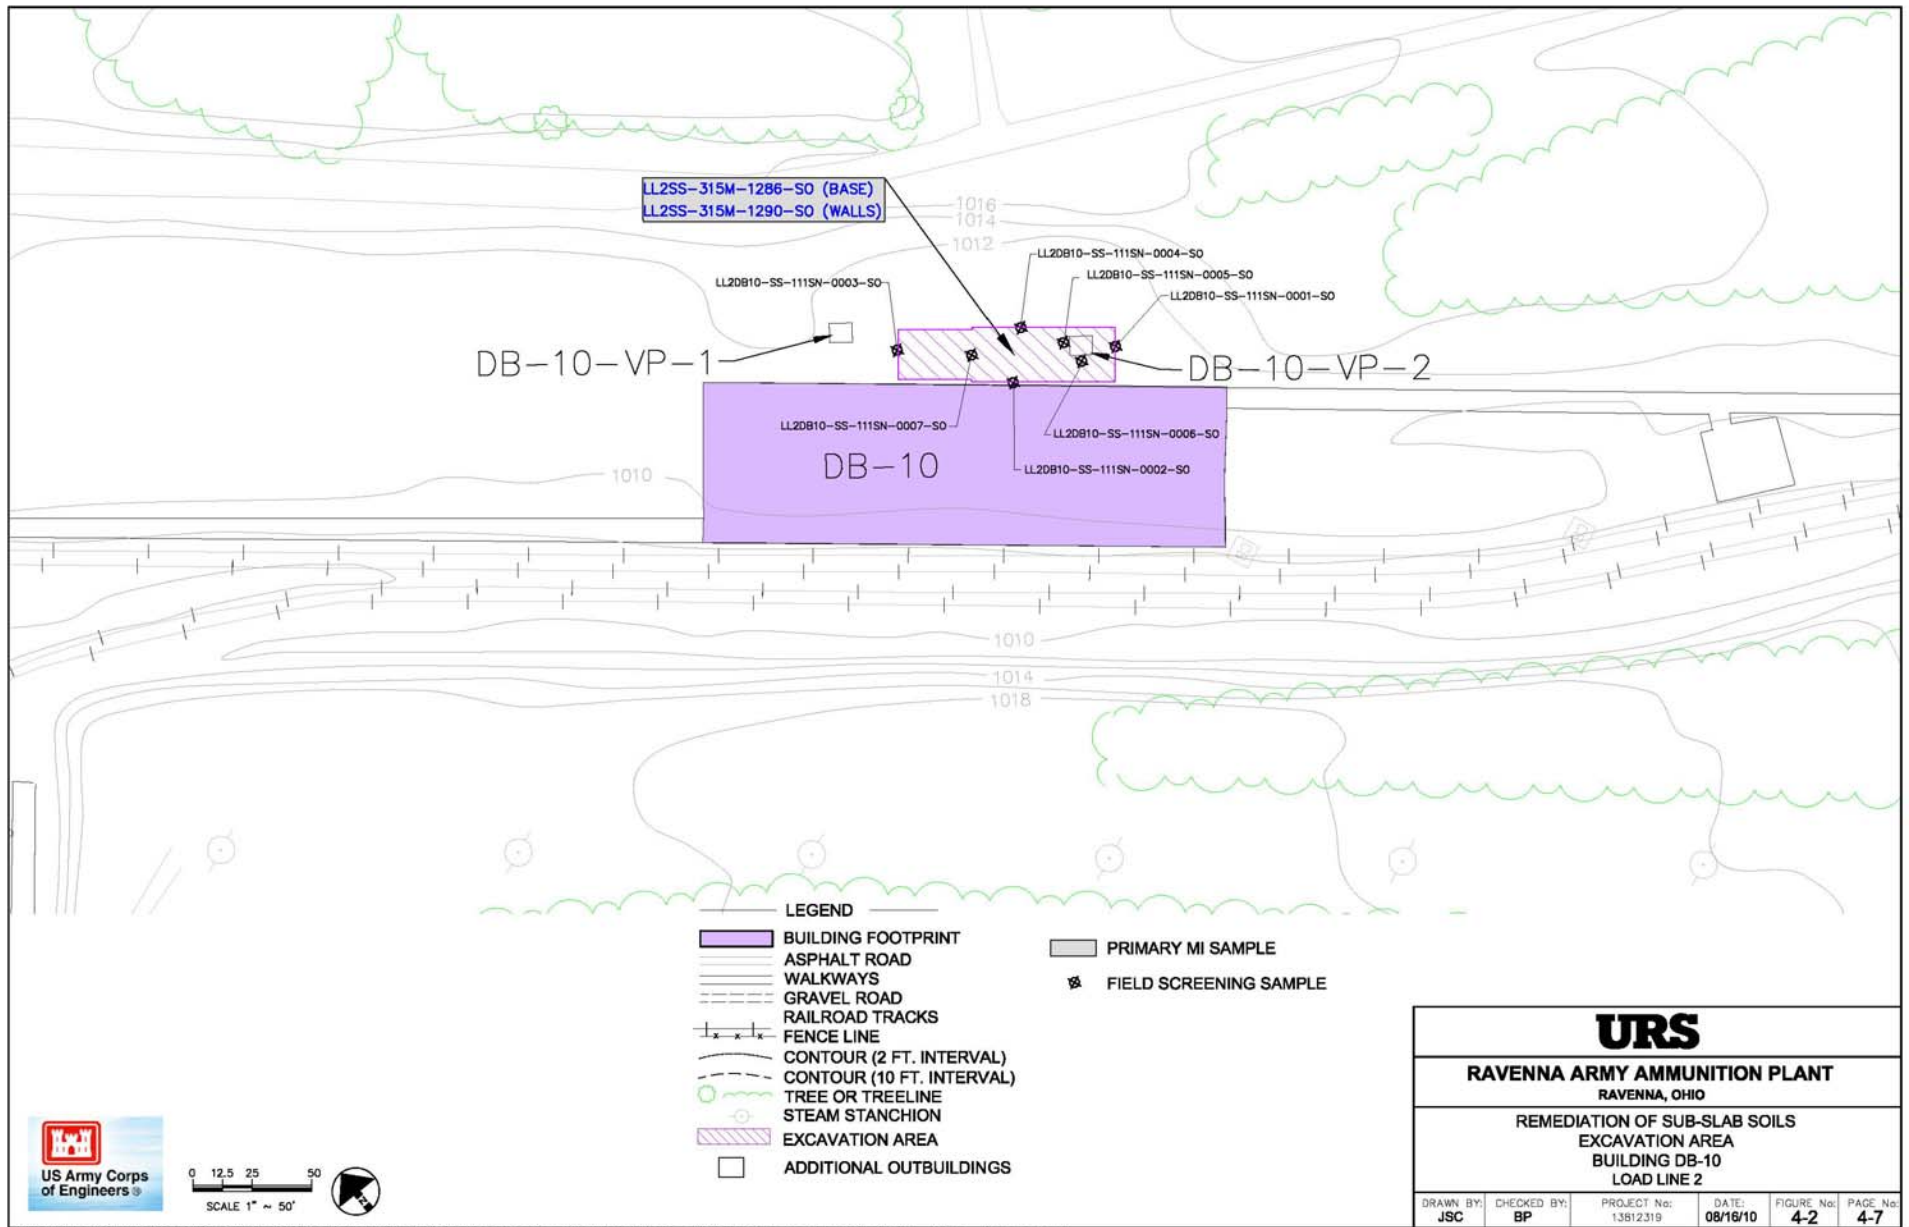 LL2SS-315M-1286-SO (BASE)
LL2SS-315M-1290-SO (WALLS)
1016
1014
1012
LL2DB10-SS-111SN-0004-SO
LL2DB10-SS-111SN-0005-SO
LL2DB10-SS-111SN-0003-SO
LL2DB10-SS-111SN-0001-SO
DB-10-VP-1
DB-10-VP-2
LL2DB10-SS-111SN-0007-SO
LL2DB10-SS-111SN-0006-SO
DB-10
LL2DB10-SS-111SN-0002-SO
1010
1010
1014
1018
LEGEND
BUILDING FOOTPRINT
ASPHALT ROAD
WALKWAYS
GRAVEL ROAD
RAILROAD TRACKS
FENCE LINE
CONTOUR (2 FT. INTERVAL)
CONTOUR (10 FT. INTERVAL)
TREE OR TREELINE
STEAM STANCHION
EXCAVATION AREA
ADDITIONAL OUTBUILDINGS
PRIMARY MI SAMPLE
FIELD SCREENING SAMPLE
US Army Corps
of Engineers ®
0 12.5 25 50
SCALE 1" ~ 50'
N
URS
RAVENNA ARMY AMMUNITION PLANT
RAVENNA, OHIO
REMEDIATION OF SUB-SLAB SOILS
EXCAVATION AREA
BUILDING DB-10
LOAD LINE 2
DRAWN BY: CHECKED BY: PROJECT No: DATE: FIGURE No: PAGE No:
JSC BP 13812319 08/16/10 4-2 4-7